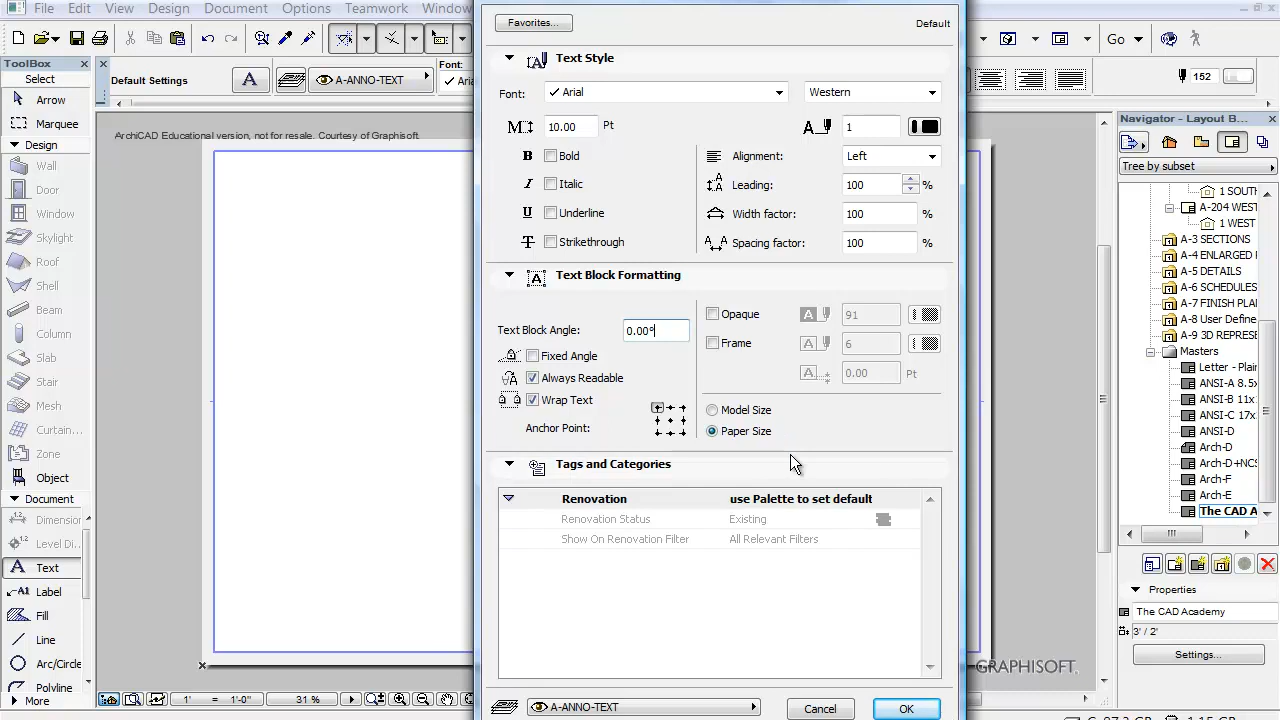 File Edit View Design Document Options Teamwork Window
Favorites...
Default
ToolBox
Select
Arrow
Marquee
Design
Wall
Door
Window
Skylight
Roof
Shell
Beam
Column
Slab
Stair
Mesh
Curtain...
Zone
Object
Document
Dimension
Level Di...
Text
Label
Fill
Line
Arc/Circle
Polyline
More
Default Settings
A
A-ANNO-TEXT
Font:
Arial
ArchiCAD Educational version, not for resale. Courtesy of Graphisoft.
1' = 1'-0"
31 %
Text Style
Font:
Arial
Western
10.00 Pt
1
B Bold
I Italic
U Underline
T Strikethrough
Alignment: Left
Leading: 100 %
Width factor: 100 %
Spacing factor: 100 %
Text Block Formatting
Text Block Angle: 0.00°
Fixed Angle
Always Readable
Wrap Text
Anchor Point:
Opaque 91
Frame 6
0.00 Pt
Model Size
Paper Size
Tags and Categories
Renovation use Palette to set default
Renovation Status Existing
Show On Renovation Filter All Relevant Filters
A-ANNO-TEXT
Cancel
OK
Go
152
Navigator - Layout B...
Tree by subset
1 SOUTH
A-204 WEST
1 WEST
A-3 SECTIONS
A-4 ENLARGED
A-5 DETAILS
A-6 SCHEDULES
A-7 FINISH PLA
A-8 User Define
A-9 3D REPRESE
Masters
Letter - Plain
ANSI-A 8.5x
ANSI-B 11x
ANSI-C 17x
ANSI-D
Arch-D
Arch-D+NCS
Arch-F
Arch-E
The CAD A
Properties
The CAD Academy
3' / 2'
Settings...
GRAPHISOFT.